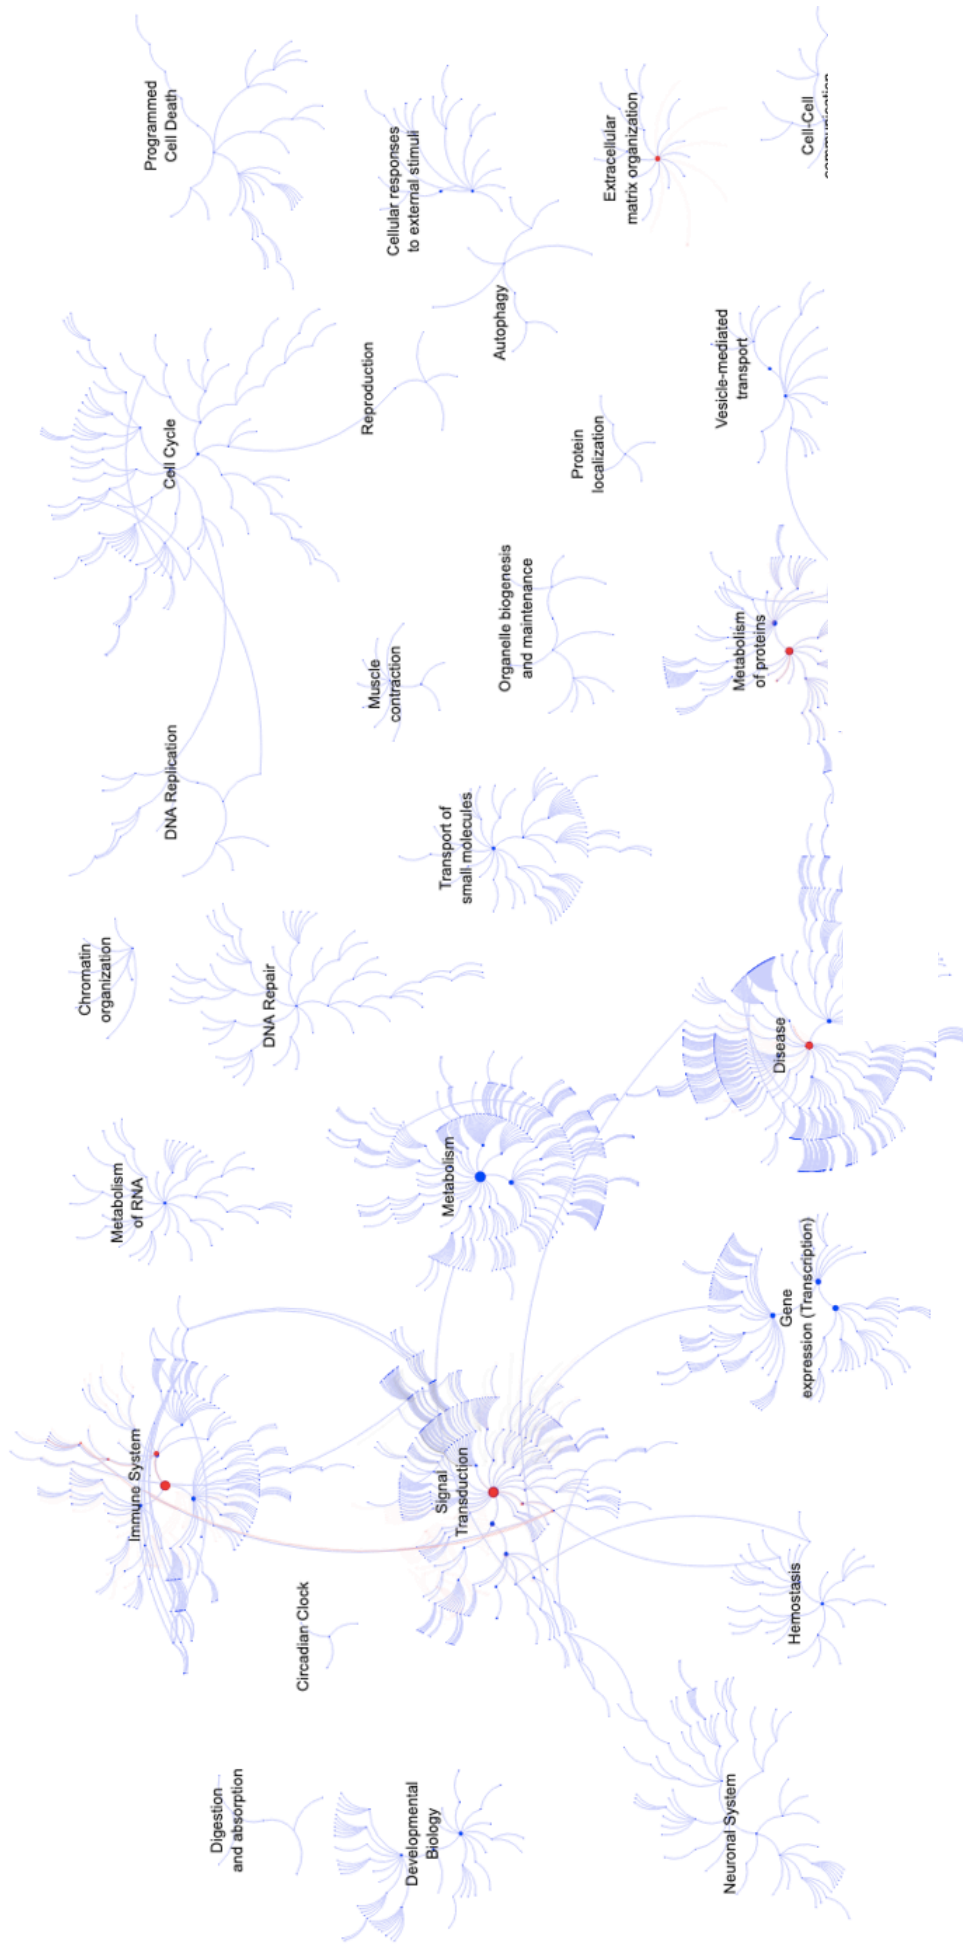 Programmed
Cell Death
Cellular responses
to external stimuli
Extracellular
matrix organization
Cell-Cell
communication
Cell Cycle
Reproduction
Autophagy
Protein
localization
Vesicle-mediated
transport
DNA Replication
Muscle
contraction
Organelle biogenesis
and maintenance
Metabolism
of proteins
Chromatin
organization
DNA Repair
Transport of
small molecules
Disease
Metabolism
of RNA
Metabolism
Gene
expression (Transcription)
Immune System
Signal
Transduction
Circadian Clock
Hemostasis
Digestion
and absorption
Developmental
Biology
Neuronal System